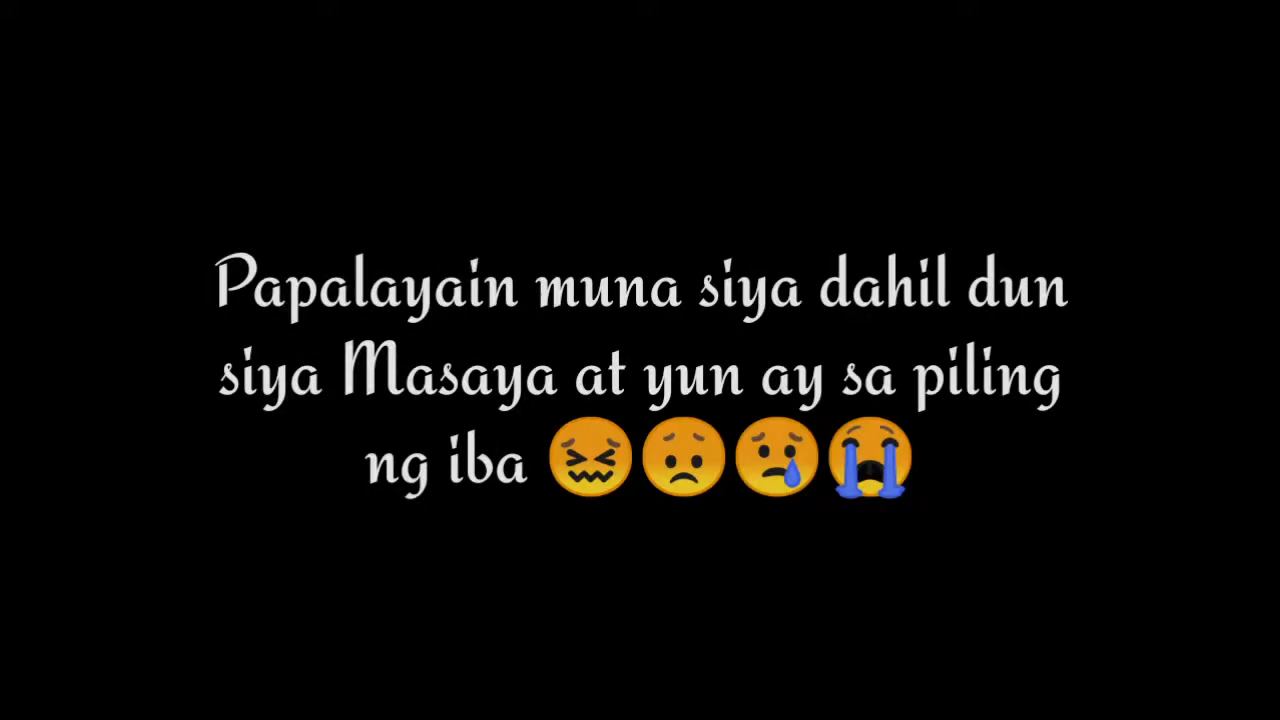 Papalayain muna siya dahil dun
siya Masaya at yun ay sa piling
ng iba 😖😟😢😭